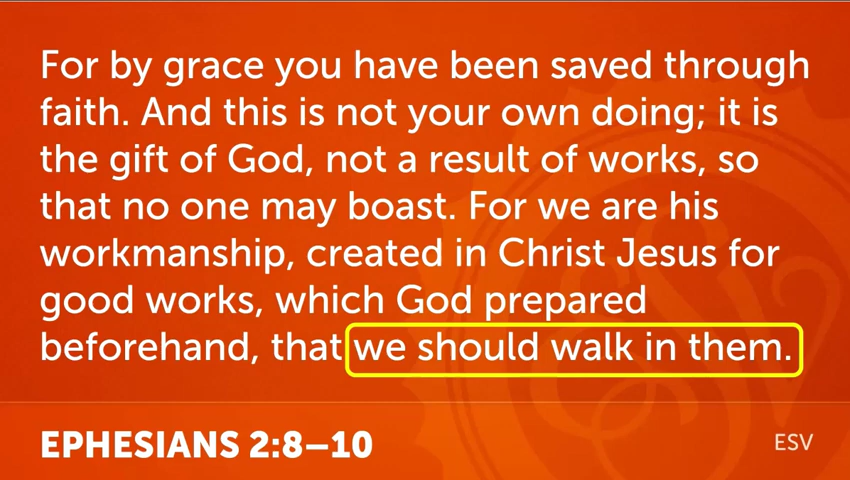 For by grace you have been saved through
faith. And this is not your own doing; it is
the gift of God, not a result of works, so
that no one may boast. For we are his
workmanship, created in Christ Jesus for
good works, which God prepared
beforehand, that we should walk in them.
EPHESIANS 2:8–10
ESV